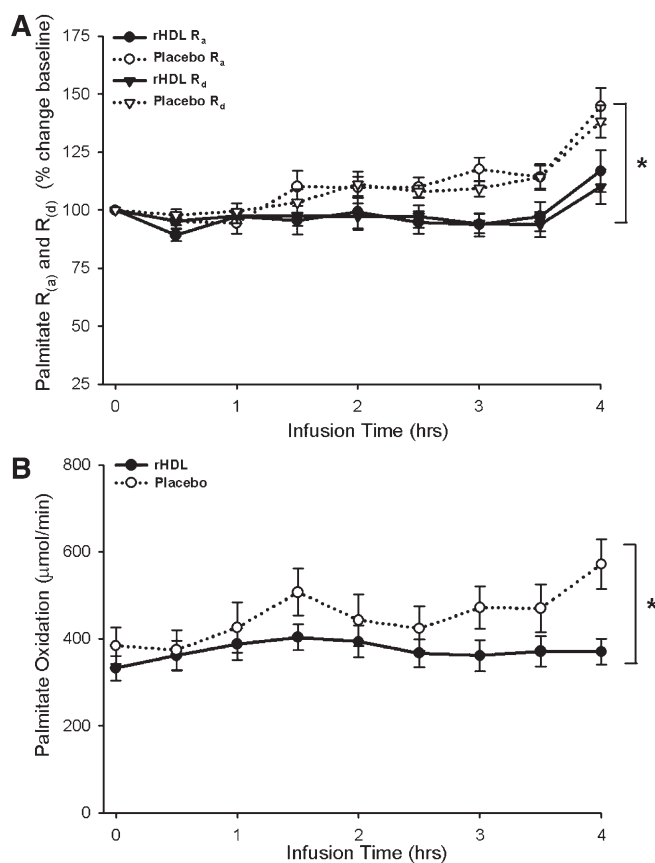 A
rHDL Ra
Placebo Ra
rHDL Rd
Placebo Rd
175
150
125
100
75
50
25
*
Palmitate R(a) and R(d) (% change baseline)
0 1 2 3 4
Infusion Time (hrs)
B
rHDL
Placebo
800
600
400
200
0
*
Palmitate Oxidation (μmol/min)
0 1 2 3 4
Infusion Time (hrs)